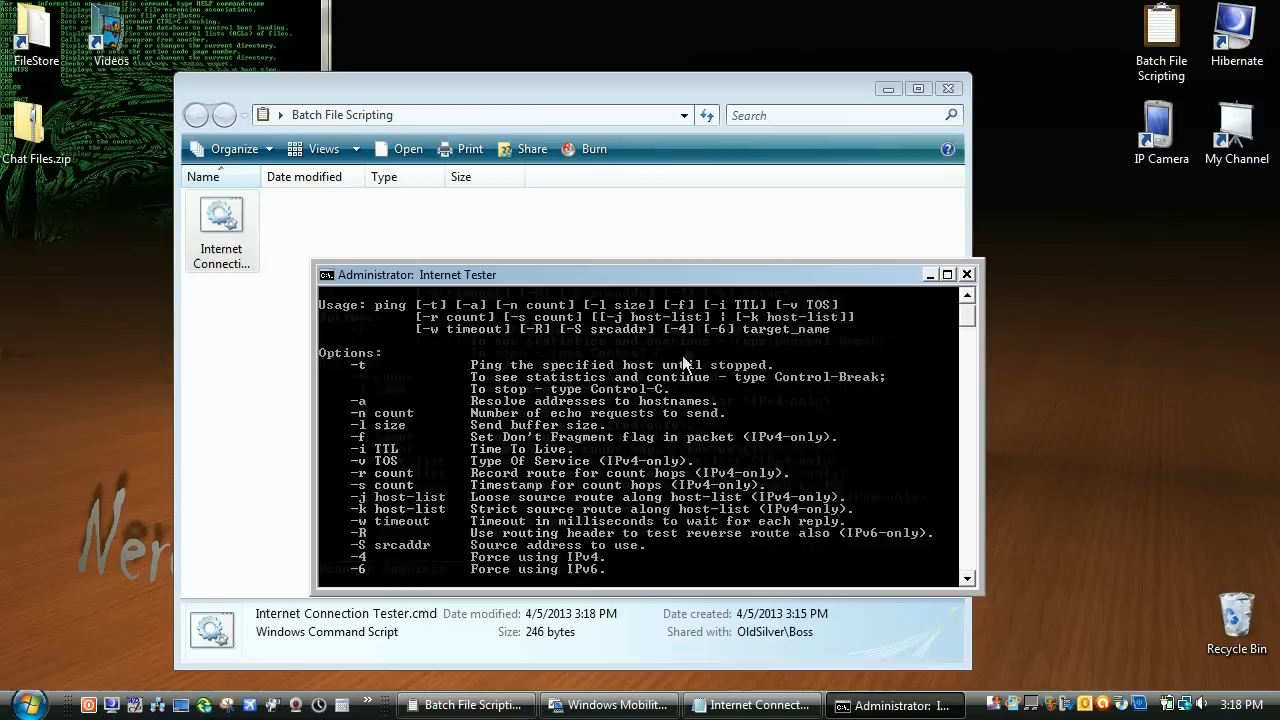 For more information on a specific command, type HELP command-name
FileStore
Videos
Chat Files.zip
Batch File
Scripting
Hibernate
IP Camera
My Channel
Batch File Scripting
Search
Organize
Views
Open
Print
Share
Burn
Name
Date modified
Type
Size
Internet
Connecti...
Administrator: Internet Tester
Usage: ping [-t] [-a] [-n count] [-l size] [-f] [-i TTL] [-v TOS]
[-r count] [-s count] [[-j host-list] | [-k host-list]]
[-w timeout] [-R] [-S srcaddr] [-4] [-6] target_name
Options:
-t Ping the specified host until stopped.
To see statistics and continue - type Control-Break;
To stop - type Control-C.
-a Resolve addresses to hostnames.
-n count Number of echo requests to send.
-l size Send buffer size.
-f Set Don't Fragment flag in packet (IPv4-only).
-i TTL Time To Live.
-v TOS Type Of Service (IPv4-only).
-r count Record route for count hops (IPv4-only).
-s count Timestamp for count hops (IPv4-only).
-j host-list Loose source route along host-list (IPv4-only).
-k host-list Strict source route along host-list (IPv4-only).
-w timeout Timeout in milliseconds to wait for each reply.
-R Use routing header to test reverse route also (IPv6-only).
-S srcaddr Source address to use.
-4 Force using IPv4.
-6 Force using IPv6.
Internet Connection Tester.cmd Date modified: 4/5/2013 3:18 PM Date created: 4/5/2013 3:15 PM
Windows Command Script Size: 246 bytes Shared with: OldSilver\Boss
Recycle Bin
Windows Mobilit...
Internet Connect...
Administrator: I...
3:18 PM